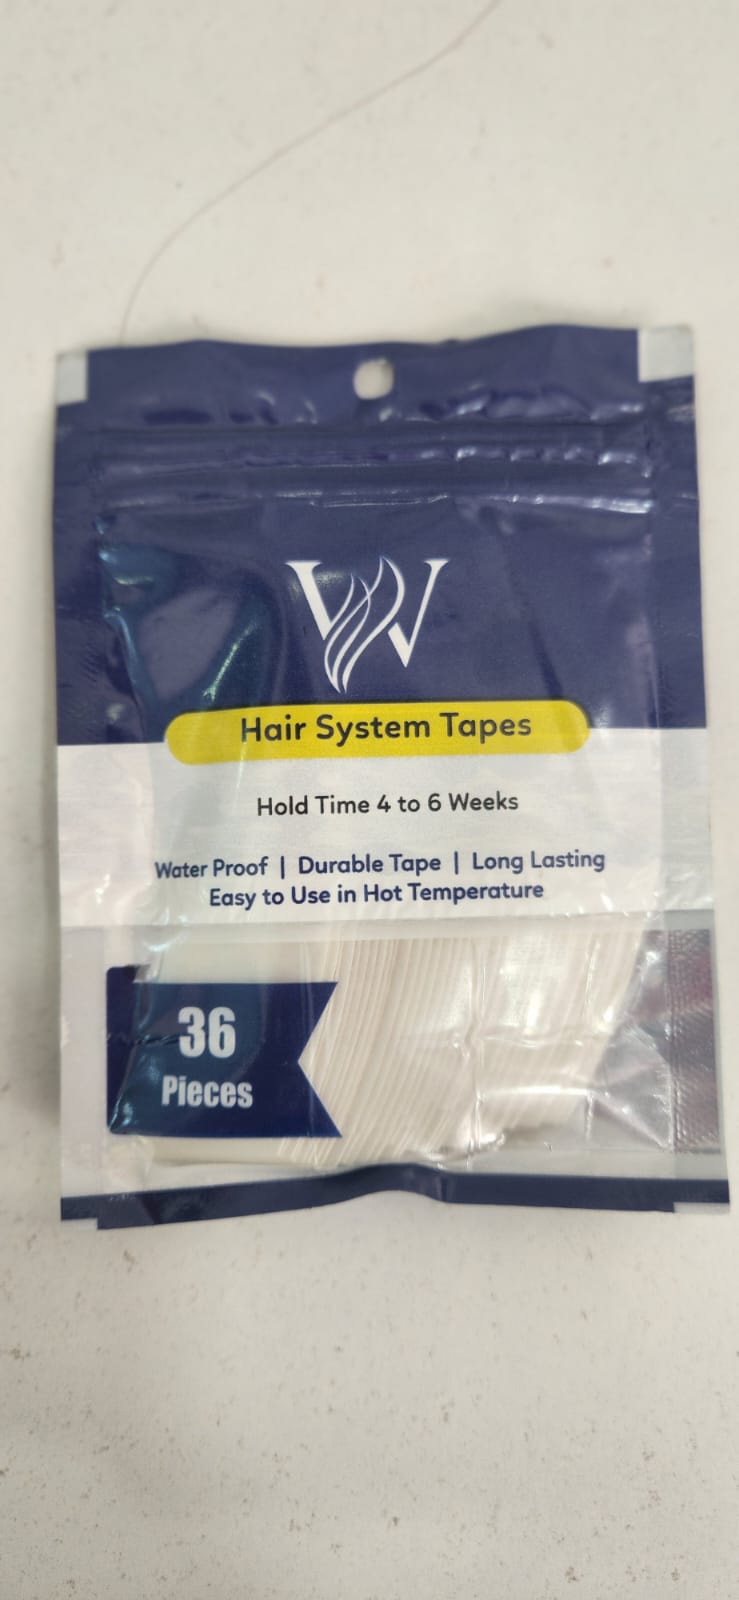 W
Hair System Tapes
Hold Time 4 to 6 Weeks
Water Proof | Durable Tape | Long Lasting
Easy to Use in Hot Temperature
36
Pieces